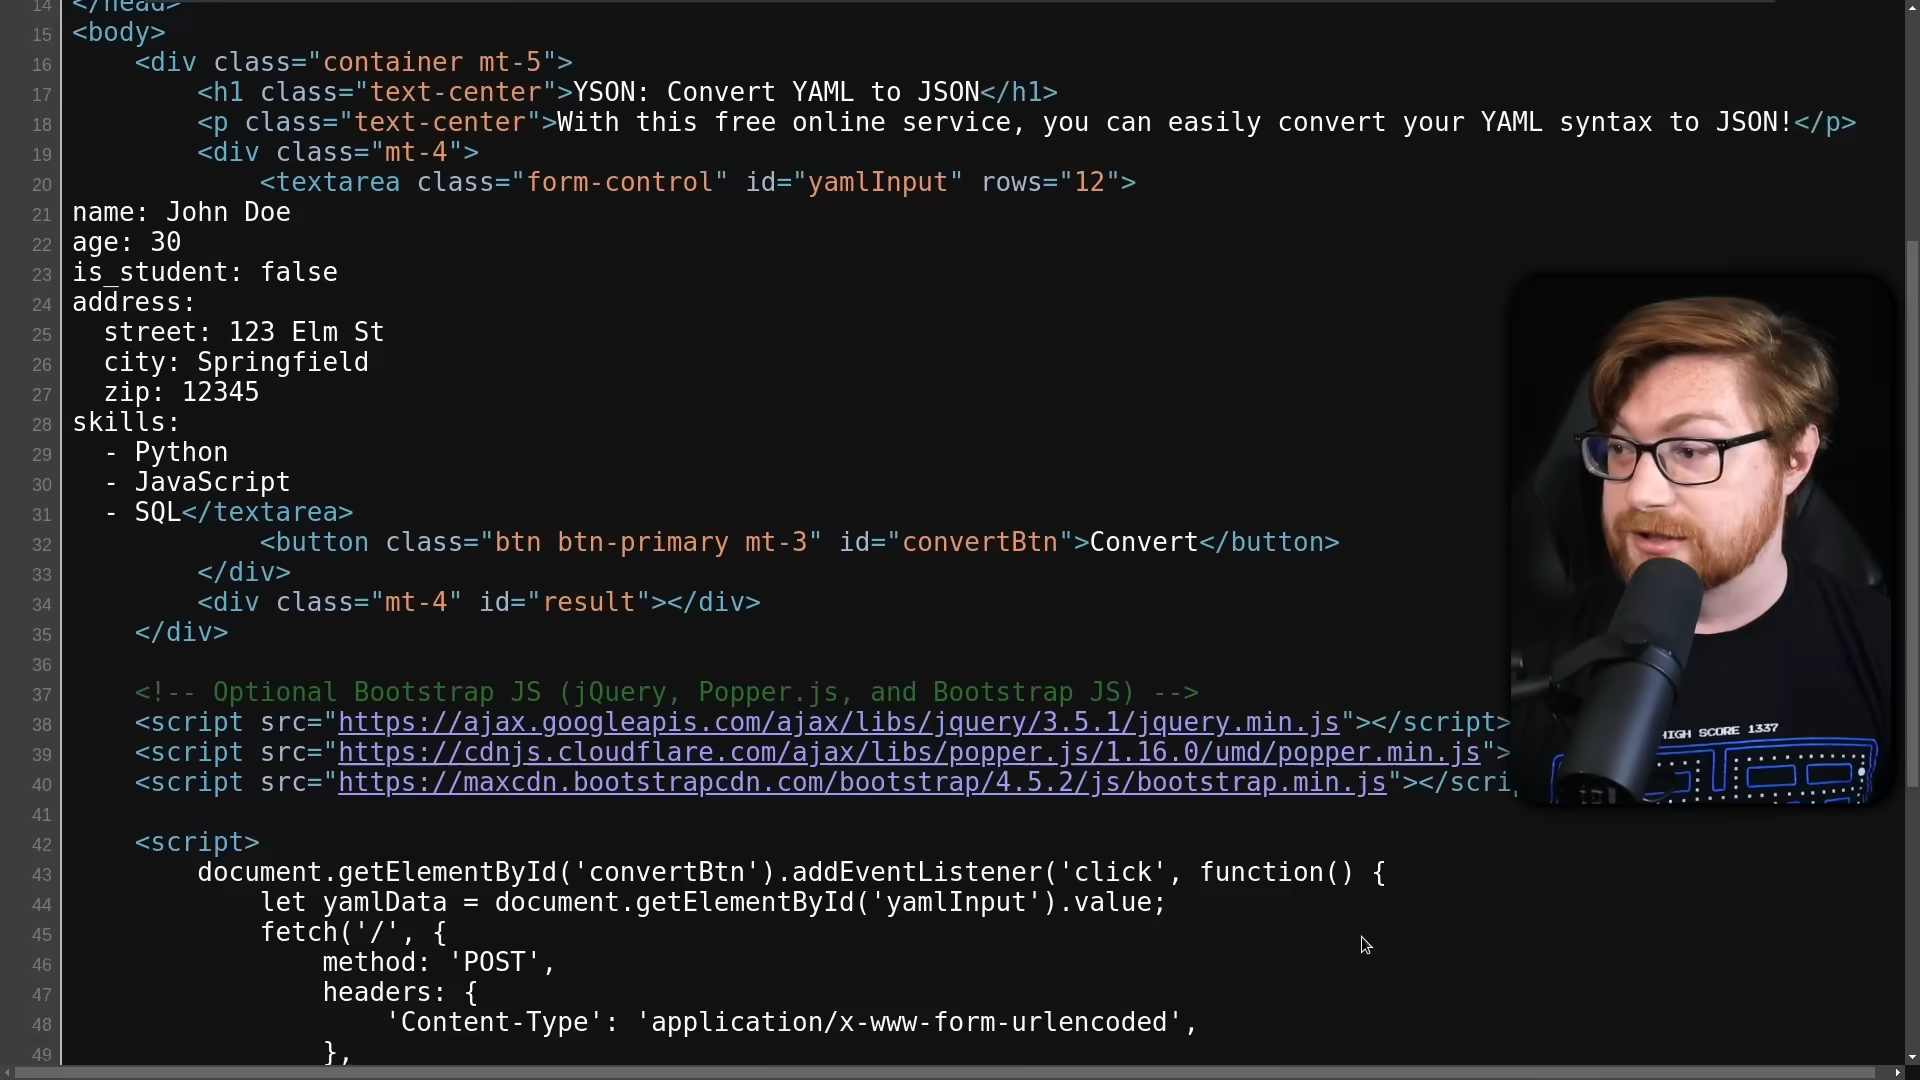 14 </head>
15 <body>
16 <div class="container mt-5">
17 <h1 class="text-center">YSON: Convert YAML to JSON</h1>
18 <p class="text-center">With this free online service, you can easily convert your YAML syntax to JSON!</p>
19 <div class="mt-4">
20 <textarea class="form-control" id="yamlInput" rows="12">
21 name: John Doe
22 age: 30
23 is_student: false
24 address:
25   street: 123 Elm St
26   city: Springfield
27   zip: 12345
28 skills:
29   - Python
30   - JavaScript
31   - SQL</textarea>
32 <button class="btn btn-primary mt-3" id="convertBtn">Convert</button>
33 </div>
34 <div class="mt-4" id="result"></div>
35 </div>
36
37 <!-- Optional Bootstrap JS (jQuery, Popper.js, and Bootstrap JS) -->
38 <script src="https://ajax.googleapis.com/ajax/libs/jquery/3.5.1/jquery.min.js"></script>
39 <script src="https://cdnjs.cloudflare.com/ajax/libs/popper.js/1.16.0/umd/popper.min.js">
40 <script src="https://maxcdn.bootstrapcdn.com/bootstrap/4.5.2/js/bootstrap.min.js"></scri
41
42 <script>
43 document.getElementById('convertBtn').addEventListener('click', function() {
44 let yamlData = document.getElementById('yamlInput').value;
45 fetch('/', {
46 method: 'POST',
47 headers: {
48 'Content-Type': 'application/x-www-form-urlencoded',
49 },
HIGH SCORE 1337